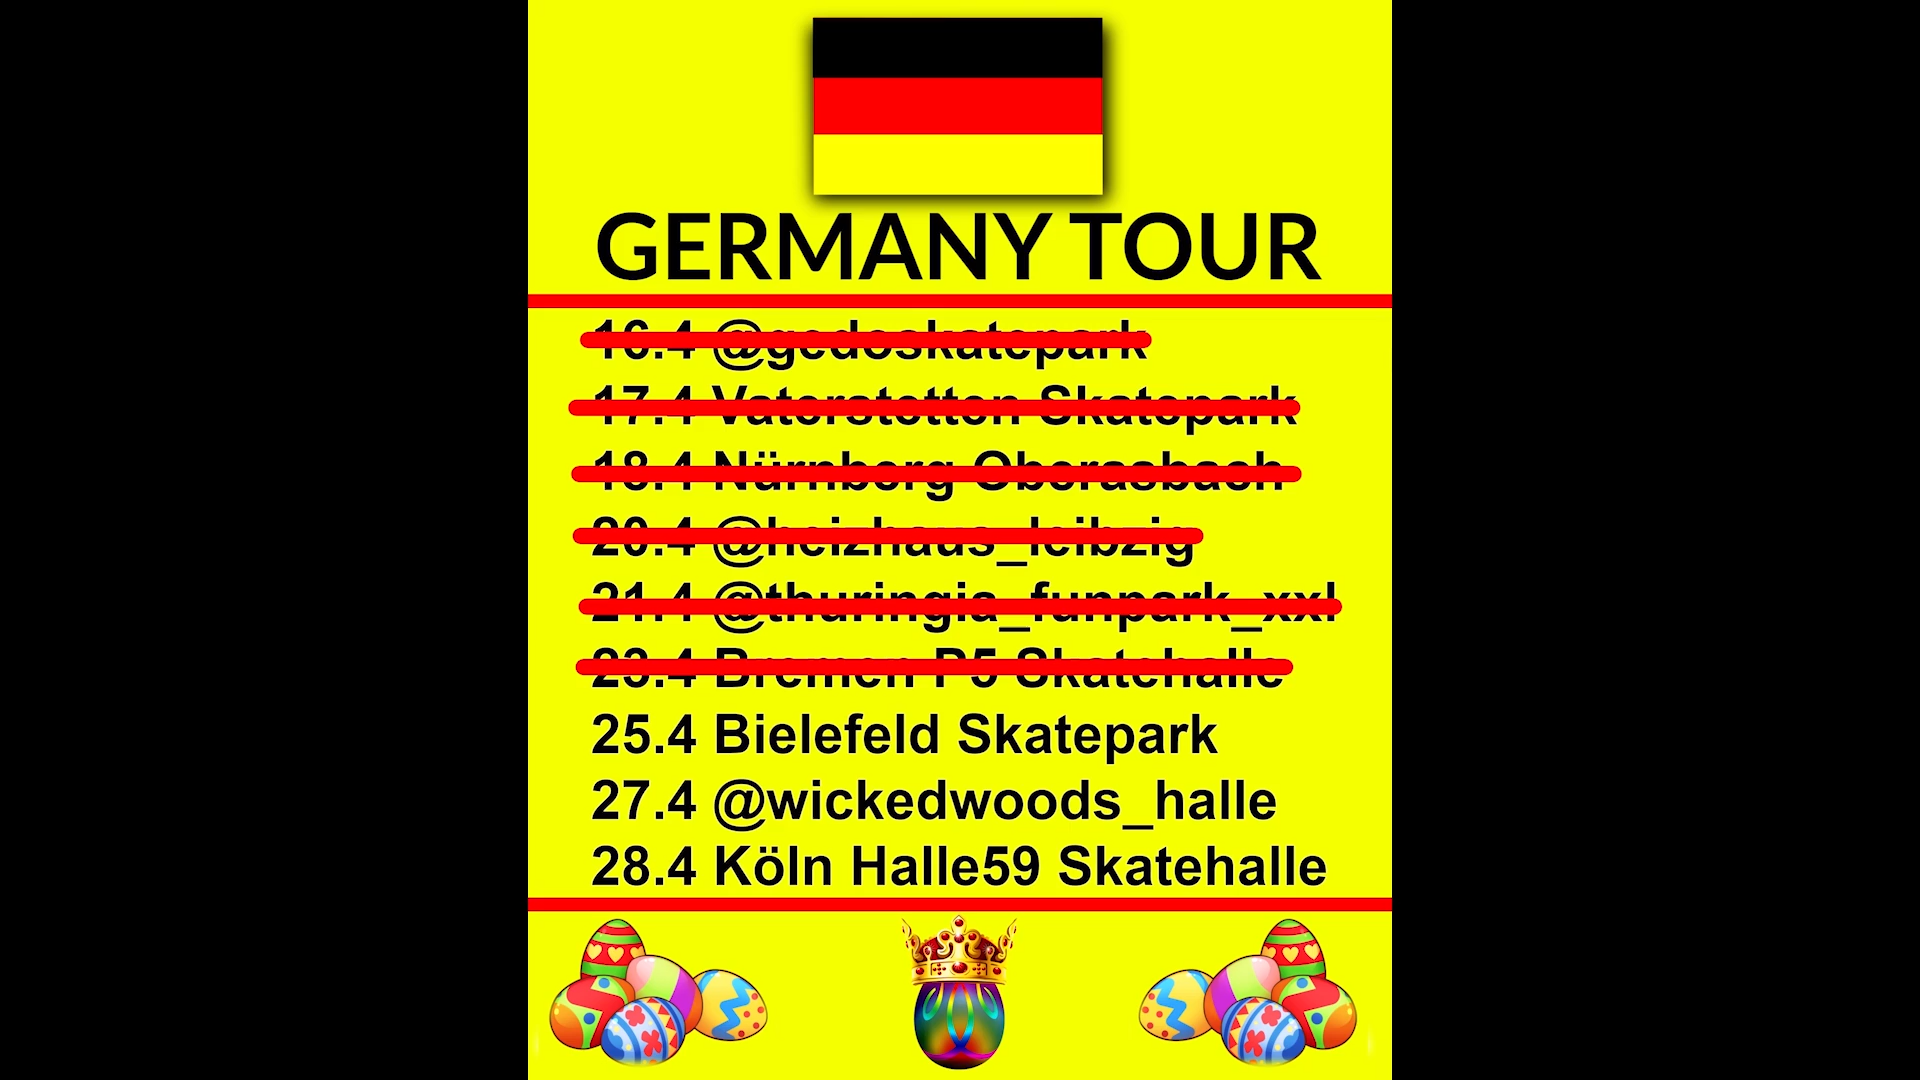 GERMANY TOUR
16.4 @gedoskatepark
17.4 Vaterstetten Skatepark
18.4 Nürnberg Oberasbach
20.4 @heizhaus_leibzig
21.4 @thuringia_funpark_xxl
23.4 Bremen P5 Skatehalle
25.4 Bielefeld Skatepark
27.4 @wickedwoods_halle
28.4 Köln Halle59 Skatehalle